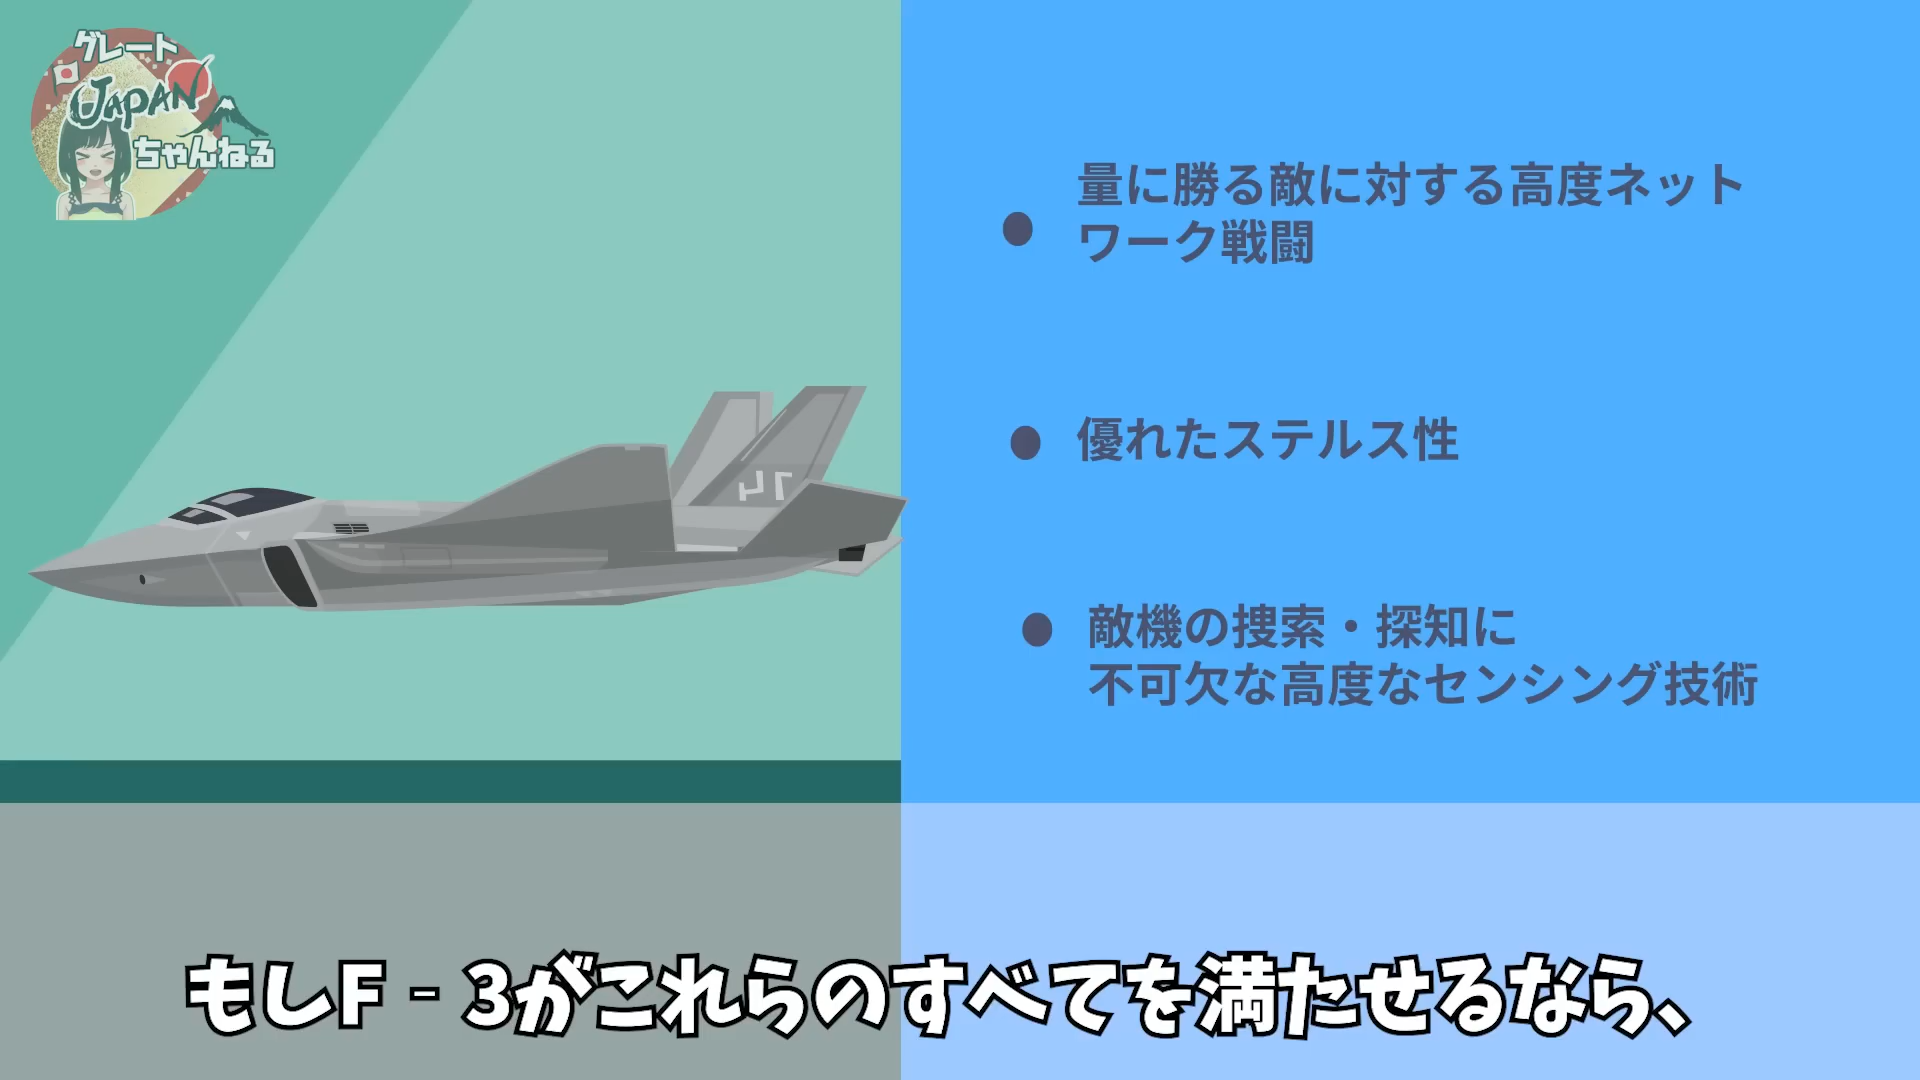 グレート
JAPAN
ちゃんねる
量に勝る敵に対する高度ネット
ワーク戦闘
優れたステルス性
敵機の捜索・探知に
不可欠な高度なセンシング技術
もしF‐3がこれらのすべてを満たせるなら、